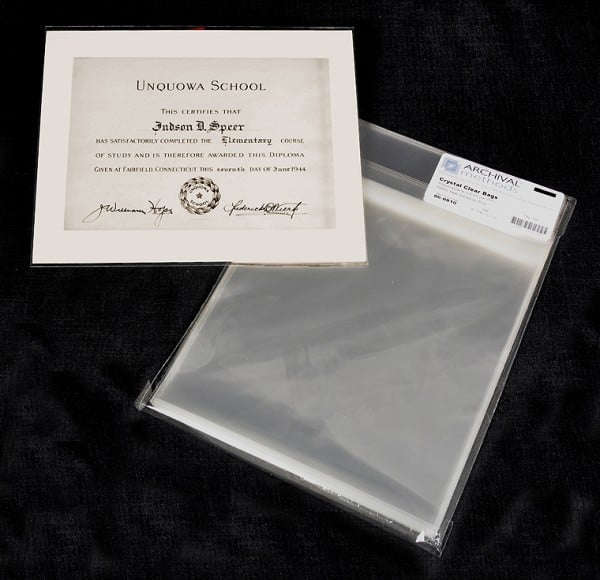 UNQUOWA SCHOOL
THIS CERTIFIES THAT
Judson D. Speer
HAS SATISFACTORILY COMPLETED THE Elementary COURSE
OF STUDY AND IS THEREFORE AWARDED THIS DIPLOMA
GIVEN AT FAIRFIELD, CONNECTICUT THIS seventh DAY OF June 1944
ARCHIVAL
methods
Crystal Clear Bags